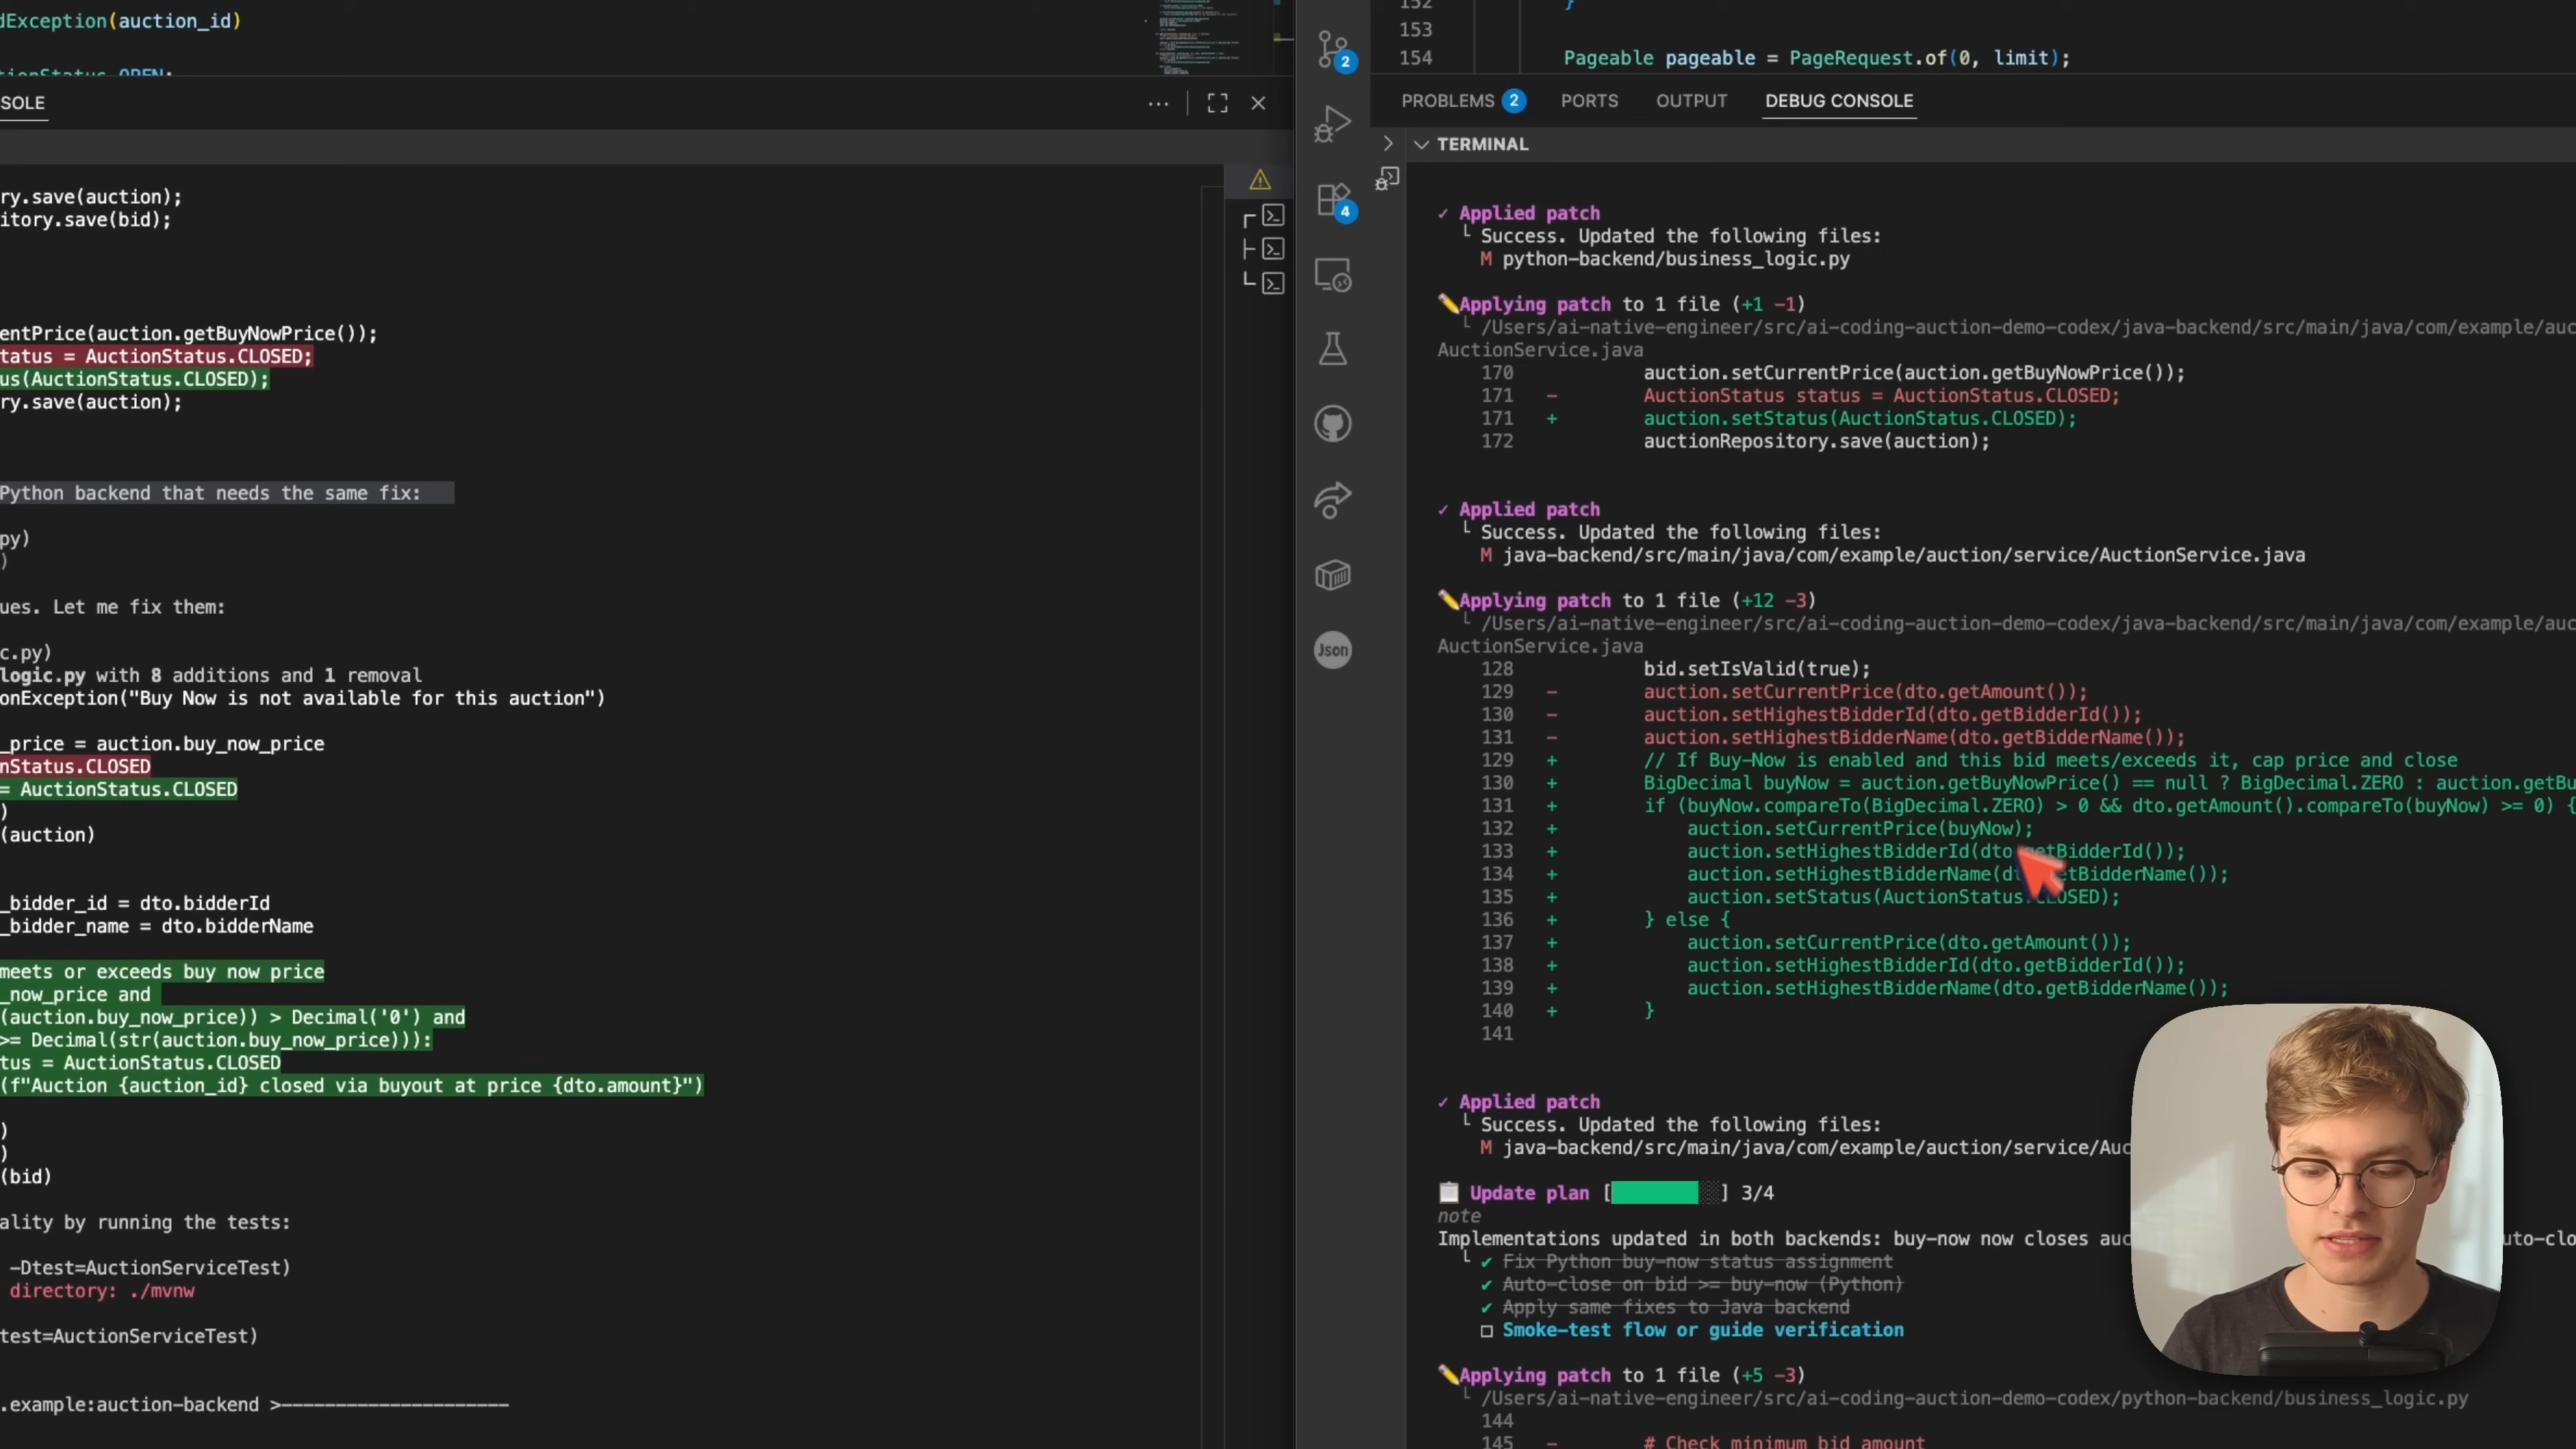 dException(auction_id)
ionStatus.OPEN:
SOLE
ry.save(auction);
itory.save(bid);
entPrice(auction.getBuyNowPrice());
tatus = AuctionStatus.CLOSED;
us(AuctionStatus.CLOSED);
ry.save(auction);
Python backend that needs the same fix:
py)
)
ues. Let me fix them:
c.py)
logic.py with 8 additions and 1 removal
onException("Buy Now is not available for this auction")
_price = auction.buy_now_price
nStatus.CLOSED
= AuctionStatus.CLOSED
)
(auction)
_bidder_id = dto.bidderId
_bidder_name = dto.bidderName
meets or exceeds buy now price
_now_price and
(auction.buy_now_price)) > Decimal('0') and
>= Decimal(str(auction.buy_now_price))):
tus = AuctionStatus.CLOSED
(f"Auction {auction_id} closed via buyout at price {dto.amount}")
)
)
(bid)
ality by running the tests:
-Dtest=AuctionServiceTest)
directory: ./mvnw
test=AuctionServiceTest)
.example:auction-backend >---------------------
2
4
Json
152 }
153
154 Pageable pageable = PageRequest.of(0, limit);
PROBLEMS 2 PORTS OUTPUT DEBUG CONSOLE
TERMINAL
✓ Applied patch
└ Success. Updated the following files:
M python-backend/business_logic.py
✏️Applying patch to 1 file (+1 -1)
└ /Users/ai-native-engineer/src/ai-coding-auction-demo-codex/java-backend/src/main/java/com/example/auc
AuctionService.java
170 auction.setCurrentPrice(auction.getBuyNowPrice());
171 - AuctionStatus status = AuctionStatus.CLOSED;
171 + auction.setStatus(AuctionStatus.CLOSED);
172 auctionRepository.save(auction);
✓ Applied patch
└ Success. Updated the following files:
M java-backend/src/main/java/com/example/auction/service/AuctionService.java
✏️Applying patch to 1 file (+12 -3)
└ /Users/ai-native-engineer/src/ai-coding-auction-demo-codex/java-backend/src/main/java/com/example/auc
AuctionService.java
128 bid.setIsValid(true);
129 - auction.setCurrentPrice(dto.getAmount());
130 - auction.setHighestBidderId(dto.getBidderId());
131 - auction.setHighestBidderName(dto.getBidderName());
129 + // If Buy-Now is enabled and this bid meets/exceeds it, cap price and close
130 + BigDecimal buyNow = auction.getBuyNowPrice() == null ? BigDecimal.ZERO : auction.getBu
131 + if (buyNow.compareTo(BigDecimal.ZERO) > 0 && dto.getAmount().compareTo(buyNow) >= 0) {
132 + auction.setCurrentPrice(buyNow);
133 + auction.setHighestBidderId(dto.getBidderId());
134 + auction.setHighestBidderName(dto.getBidderName());
135 + auction.setStatus(AuctionStatus.CLOSED);
136 + } else {
137 + auction.setCurrentPrice(dto.getAmount());
138 + auction.setHighestBidderId(dto.getBidderId());
139 + auction.setHighestBidderName(dto.getBidderName());
140 + }
141
✓ Applied patch
└ Success. Updated the following files:
M java-backend/src/main/java/com/example/auction/service/Auc
📋 Update plan [ ] 3/4
note
Implementations updated in both backends: buy-now now closes auc uto-clo
└ ✔ Fix Python buy-now status assignment
✔ Auto-close on bid >= buy-now (Python)
✔ Apply same fixes to Java backend
□ Smoke-test flow or guide verification
✏️Applying patch to 1 file (+5 -3)
└ /Users/ai-native-engineer/src/ai-coding-auction-demo-codex/python-backend/business_logic.py
144
145 - # Check minimum bid amount